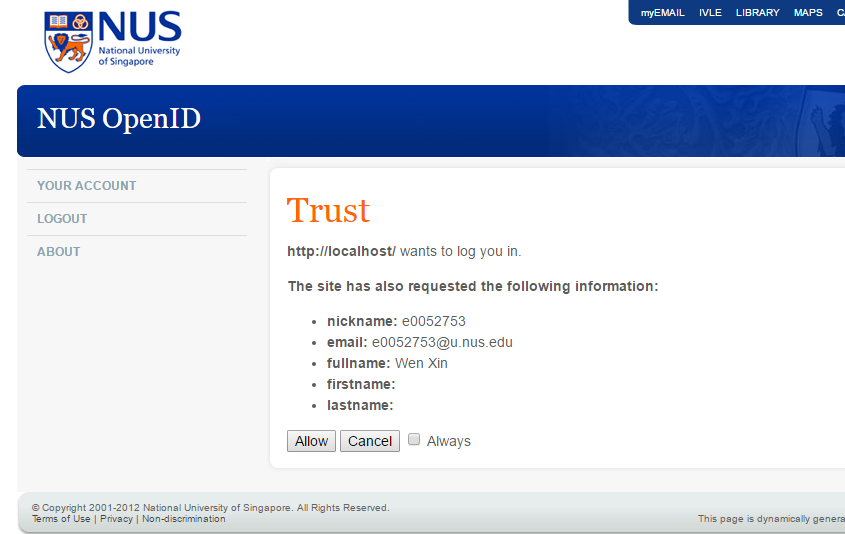 NUS
National University
of Singapore
myEMAIL IVLE LIBRARY MAPS
NUS OpenID
YOUR ACCOUNT
LOGOUT
ABOUT
Trust
http://localhost/ wants to log you in.
The site has also requested the following information:
• nickname: e0052753
• email: e0052753@u.nus.edu
• fullname: Wen Xin
• firstname:
• lastname:
Allow Cancel Always
© Copyright 2001-2012 National University of Singapore. All Rights Reserved.
Terms of Use | Privacy | Non-discrimination
This page is dynamically